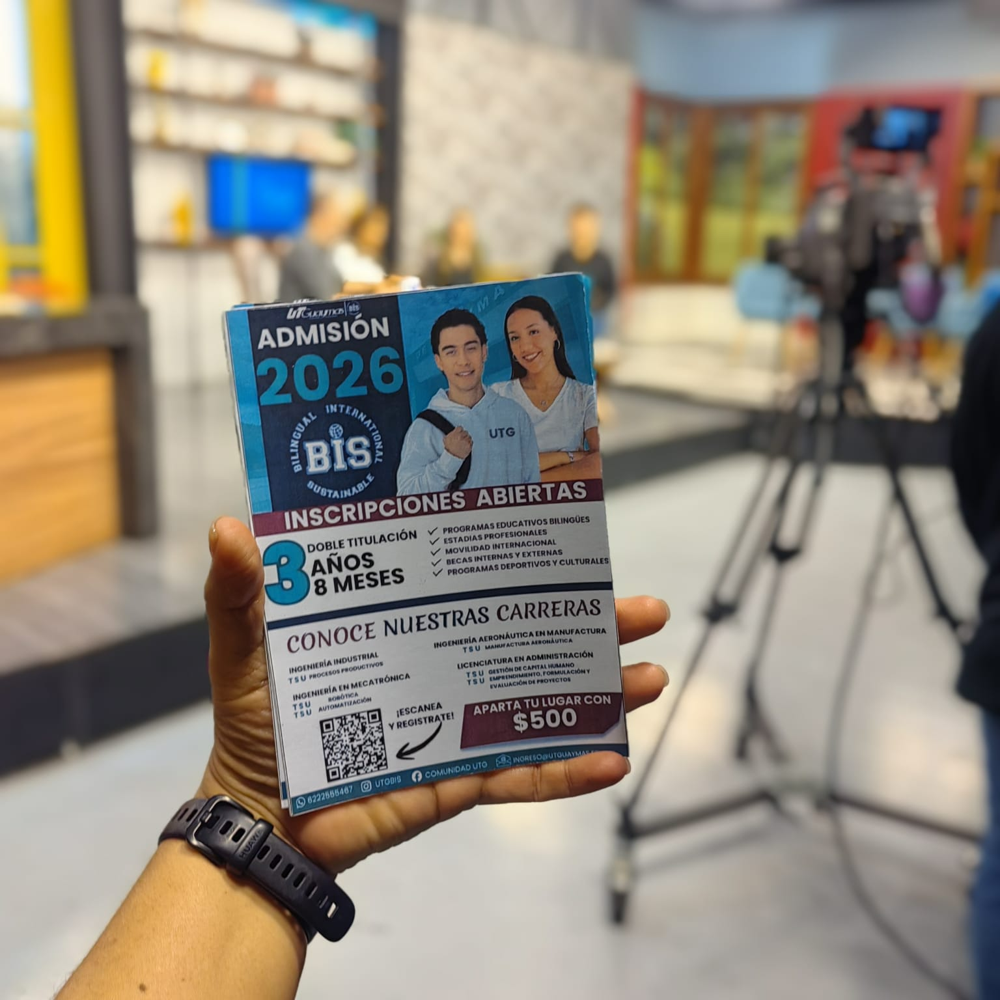 UTGuaymas BIS
ADMISIÓN
2026
BILINGUAL INTERNATIONAL
BIS
SUSTAINABLE
UTG
INSCRIPCIONES ABIERTAS
3 AÑOS
8 MESES
DOBLE TITULACIÓN
PROGRAMAS EDUCATIVOS BILINGÜES
ESTADIAS PROFESIONALES
MOVILIDAD INTERNACIONAL
BECAS INTERNAS Y EXTERNAS
PROGRAMAS DEPORTIVOS Y CULTURALES
CONOCE NUESTRAS CARRERAS
INGENIERÍA INDUSTRIAL
TSU PROCESOS PRODUCTIVOS
INGENIERÍA EN MECATRÓNICA
TSU ROBÓTICA
TSU AUTOMATIZACIÓN
INGENIERÍA AERONÁUTICA EN MANUFACTURA
TSU MANUFACTURA AERONÁUTICA
LICENCIATURA EN ADMINISTRACIÓN
TSU GESTIÓN DE CAPITAL HUMANO
TSU EMPRENDIMIENTO, FORMULACIÓN Y
EVALUACIÓN DE PROYECTOS
¡ESCANEA
Y REGISTRATE!
APARTA TU LUGAR CON
$500
6222555467 UTGBIS COMUNIDAD UTG
HUAWEI